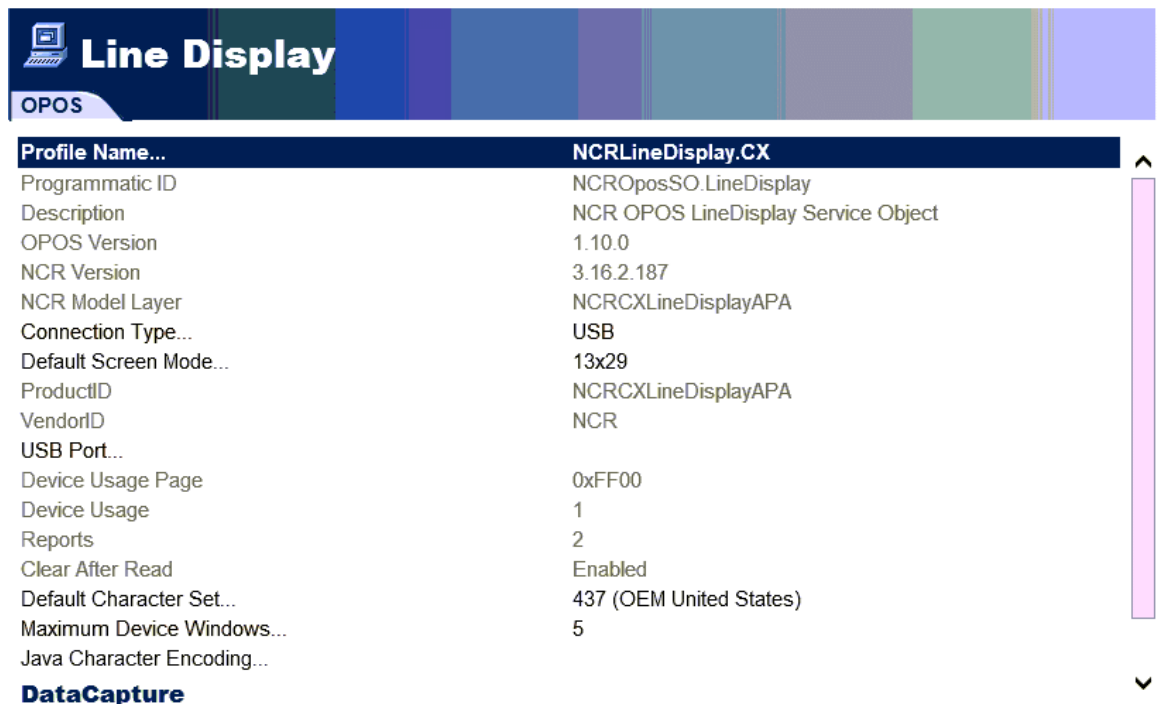 Line Display
OPOS
Profile Name... NCRLineDisplay.CX
Programmatic ID NCROposSO.LineDisplay
Description NCR OPOS LineDisplay Service Object
OPOS Version 1.10.0
NCR Version 3.16.2.187
NCR Model Layer NCRCXLineDisplayAPA
Connection Type... USB
Default Screen Mode... 13x29
ProductID NCRCXLineDisplayAPA
VendorID NCR
USB Port...
Device Usage Page 0xFF00
Device Usage 1
Reports 2
Clear After Read Enabled
Default Character Set... 437 (OEM United States)
Maximum Device Windows... 5
Java Character Encoding...
DataCapture